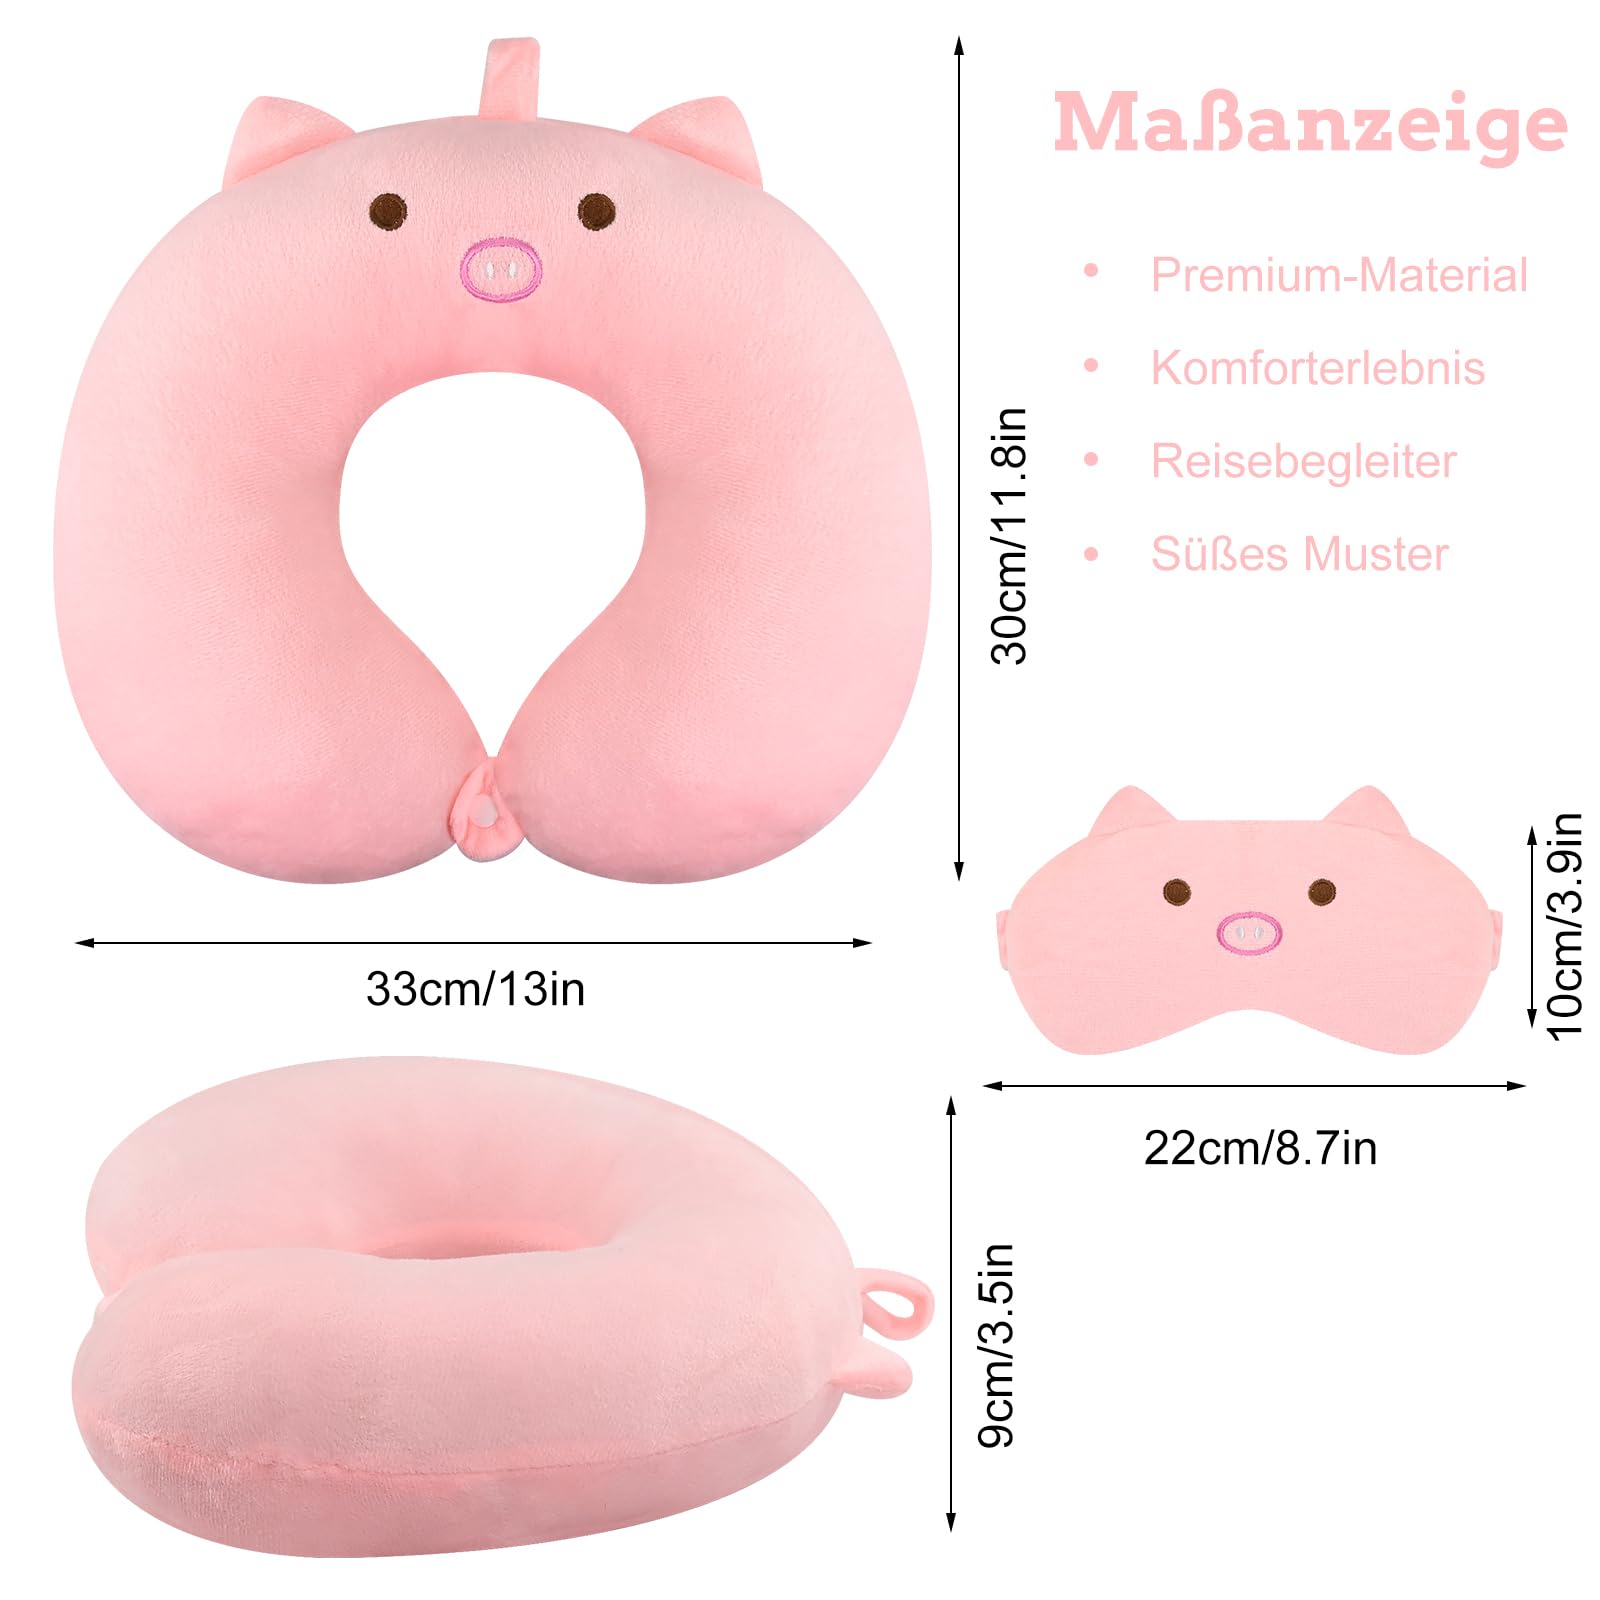 Maßanzeige
• Premium-Material
• Komforterlebnis
• Reisebegleiter
• Süßes Muster
30cm/11.8in
33cm/13in
10cm/3.9in
22cm/8.7in
9cm/3.5in